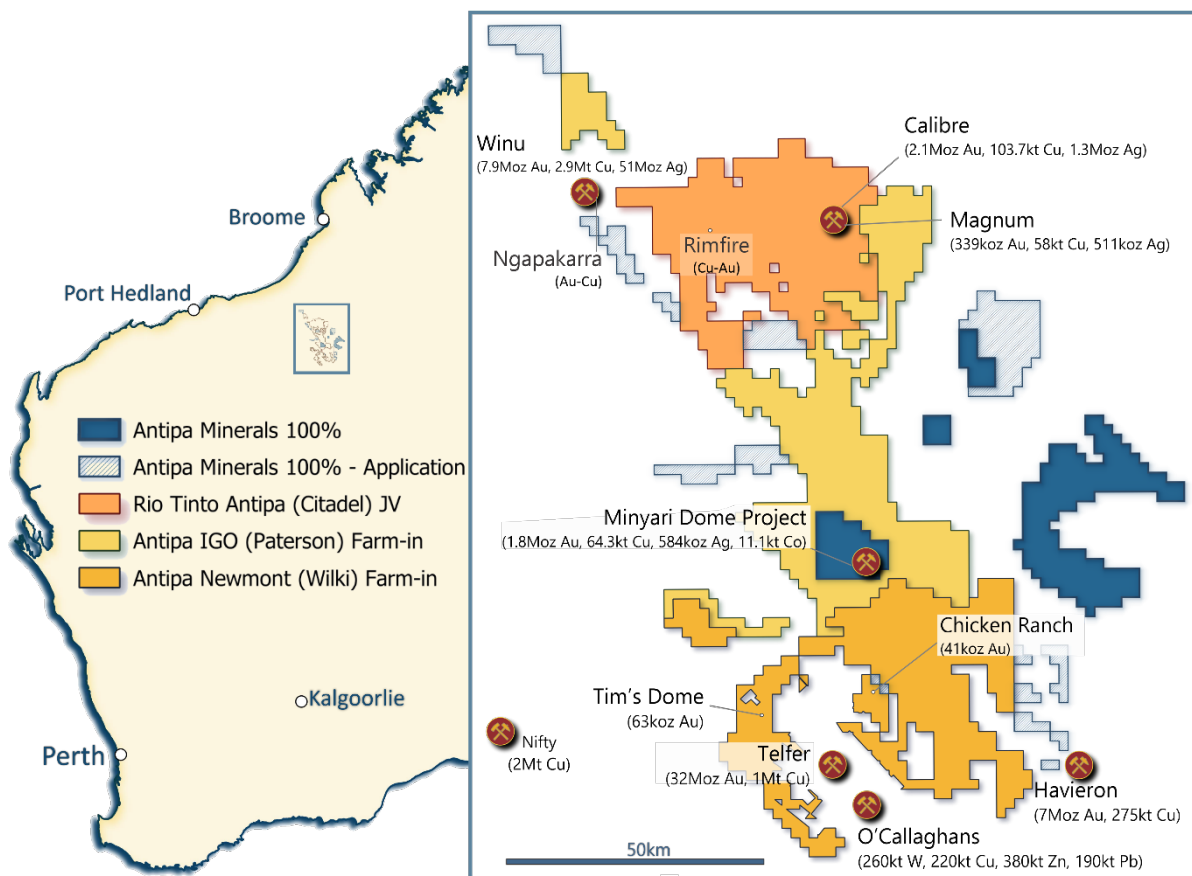 Broome
Port Hedland
Antipa Minerals 100%
Antipa Minerals 100% - Application
Rio Tinto Antipa (Citadel) JV
Antipa IGO (Paterson) Farm-in
Antipa Newmont (Wilki) Farm-in
Kalgoorlie
Perth
Winu
(7.9Moz Au, 2.9Mt Cu, 51Moz Ag)
Calibre
(2.1Moz Au, 103.7kt Cu, 1.3Moz Ag)
Magnum
(339koz Au, 58kt Cu, 511koz Ag)
Rimfire
(Cu-Au)
Ngapakarra
(Au-Cu)
Minyari Dome Project
(1.8Moz Au, 64.3kt Cu, 584koz Ag, 11.1kt Co)
Chicken Ranch
(41koz Au)
Tim's Dome
(63koz Au)
Nifty
(2Mt Cu)
Telfer
(32Moz Au, 1Mt Cu)
Havieron
(7Moz Au, 275kt Cu)
O'Callaghans
(260kt W, 220kt Cu, 380kt Zn, 190kt Pb)
50km